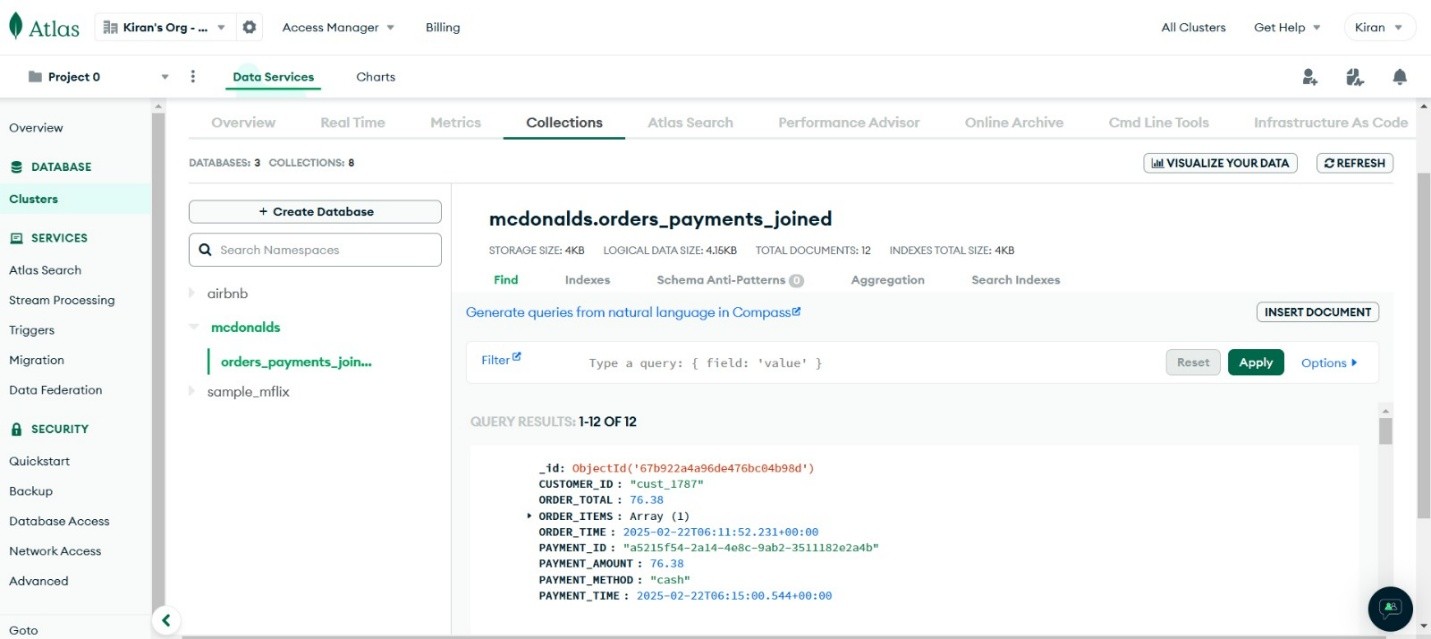 Atlas
Kiran's Org - ...
Access Manager
Billing
All Clusters
Get Help
Kiran
Project 0
Data Services
Charts
Overview
DATABASE
Clusters
SERVICES
Atlas Search
Stream Processing
Triggers
Migration
Data Federation
SECURITY
Quickstart
Backup
Database Access
Network Access
Advanced
Goto
Overview Real Time Metrics Collections Atlas Search Performance Advisor Online Archive Cmd Line Tools Infrastructure As Code
DATABASES: 3 COLLECTIONS: 8
VISUALIZE YOUR DATA
REFRESH
+ Create Database
Search Namespaces
airbnb
mcdonalds
orders_payments_join...
sample_mflix
mcdonalds.orders_payments_joined
STORAGE SIZE: 4KB LOGICAL DATA SIZE: 4.15KB TOTAL DOCUMENTS: 12 INDEXES TOTAL SIZE: 4KB
Find Indexes Schema Anti-Patterns 0 Aggregation Search Indexes
Generate queries from natural language in Compass
INSERT DOCUMENT
Filter
Type a query: { field: 'value' }
Reset
Apply
Options
QUERY RESULTS: 1-12 OF 12
_id: ObjectId('67b922a4a96de476bc04b98d')
CUSTOMER_ID : "cust_1787"
ORDER_TOTAL : 76.38
ORDER_ITEMS : Array (1)
ORDER_TIME : 2025-02-22T06:11:52.231+00:00
PAYMENT_ID : "a5215f54-2a14-4e8c-9ab2-3511182e2a4b"
PAYMENT_AMOUNT : 76.38
PAYMENT_METHOD : "cash"
PAYMENT_TIME : 2025-02-22T06:15:00.544+00:00